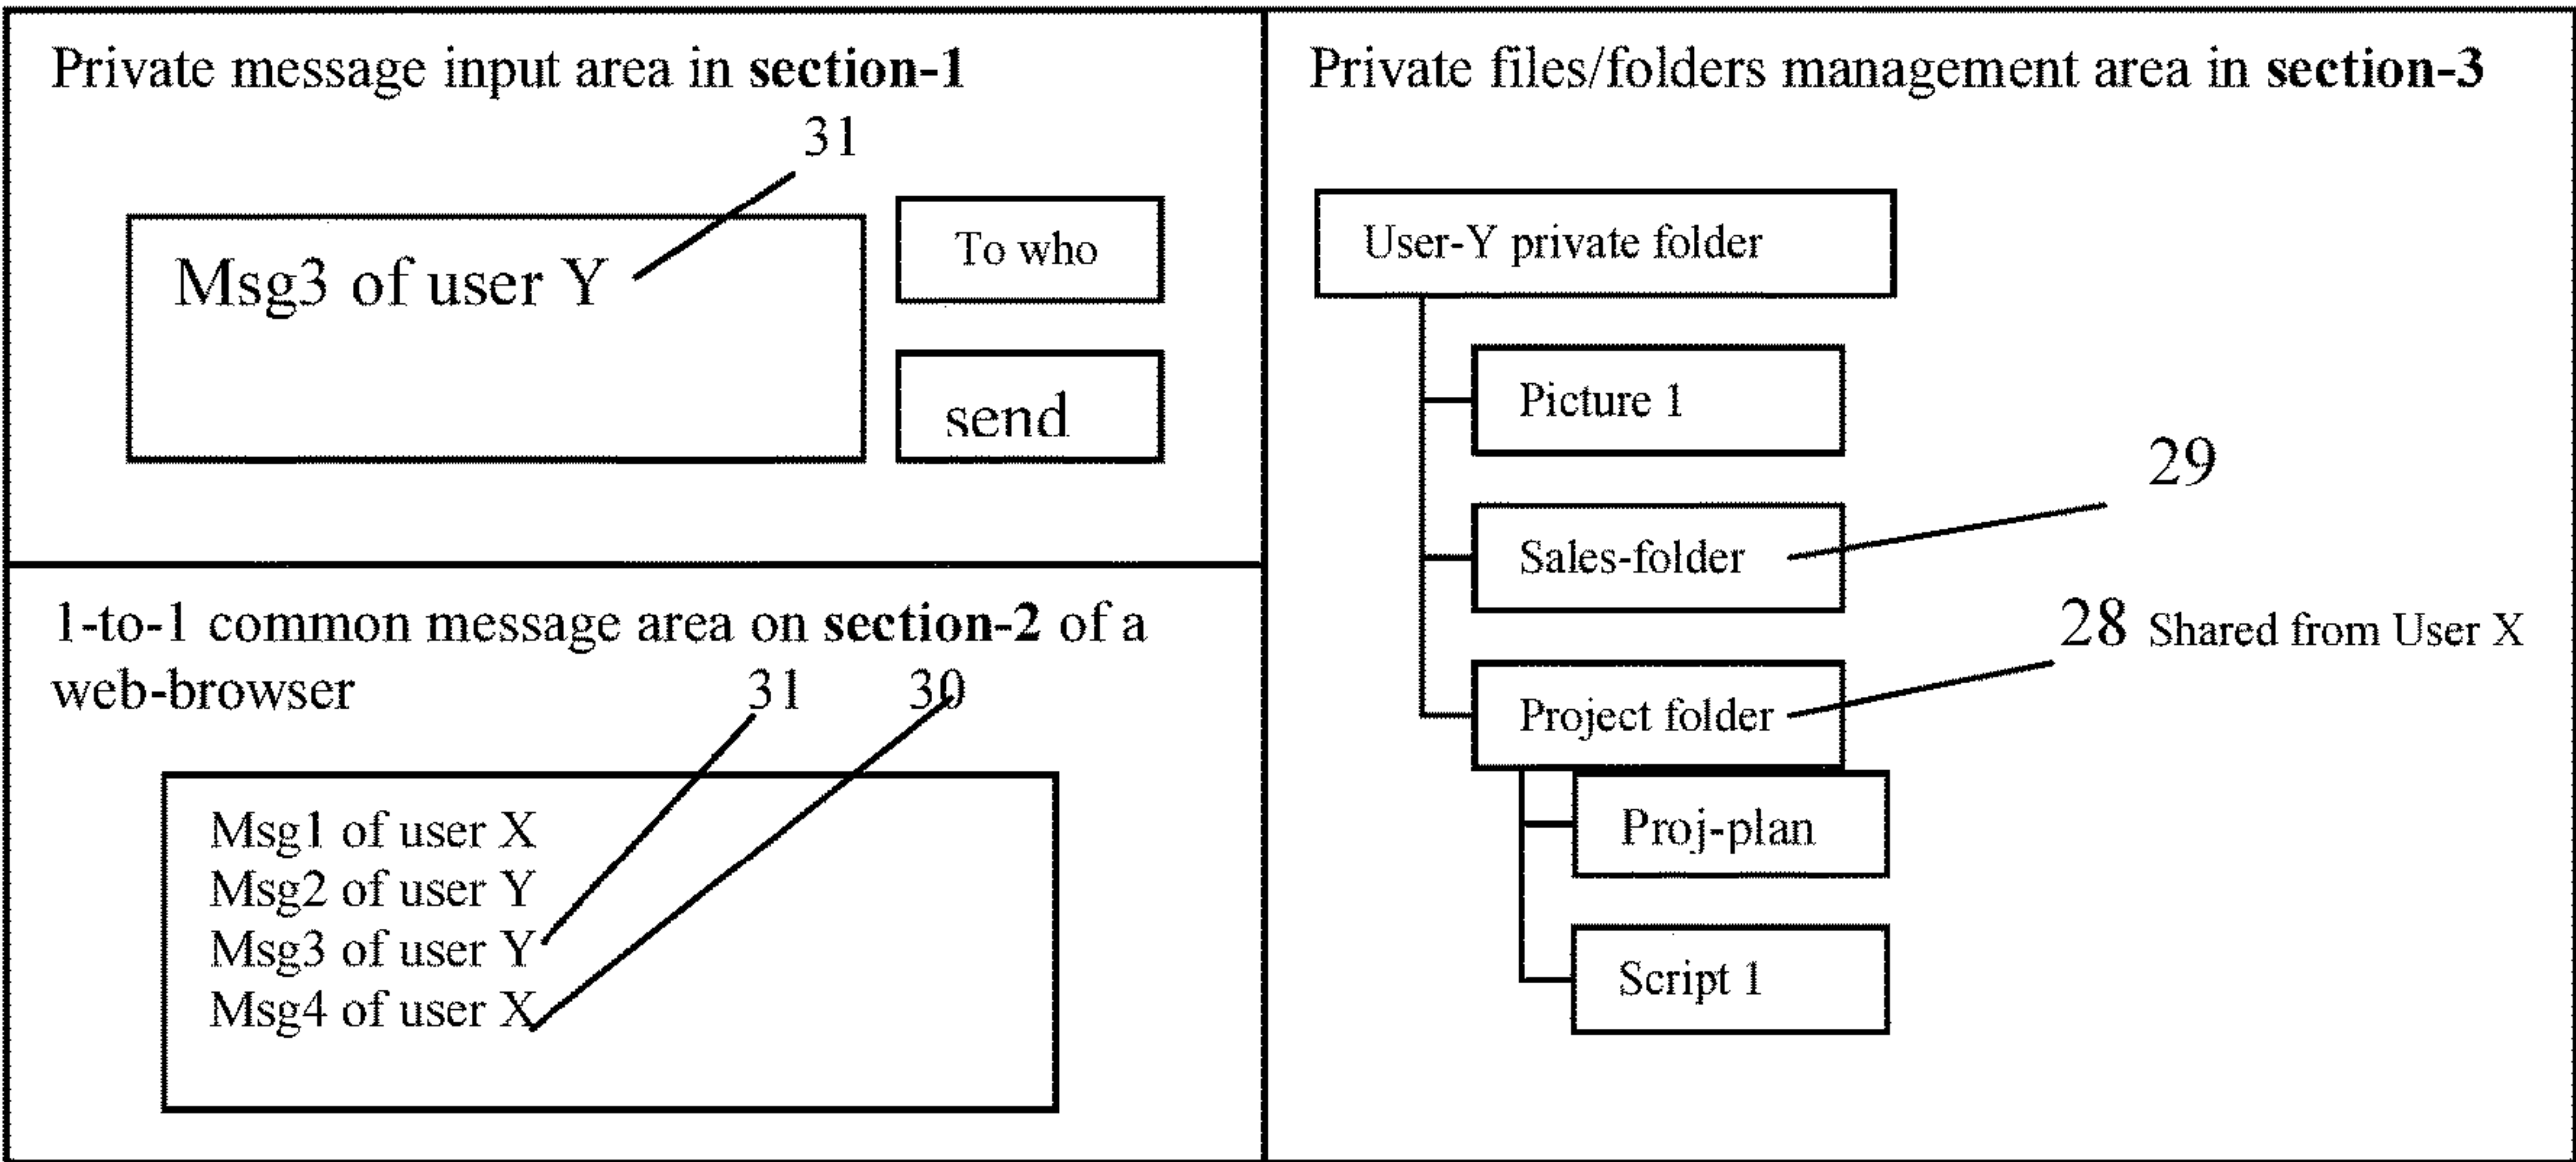 Private message input area in section-1
31
Msg3 of user Y
To who
send
1-to-1 common message area on section-2 of a
web-browser
31 30
Msg1 of user X
Msg2 of user Y
Msg3 of user Y
Msg4 of user X
Private files/folders management area in section-3
User-Y private folder
Picture 1
29
Sales-folder
28 Shared from User X
Project folder
Proj-plan
Script 1